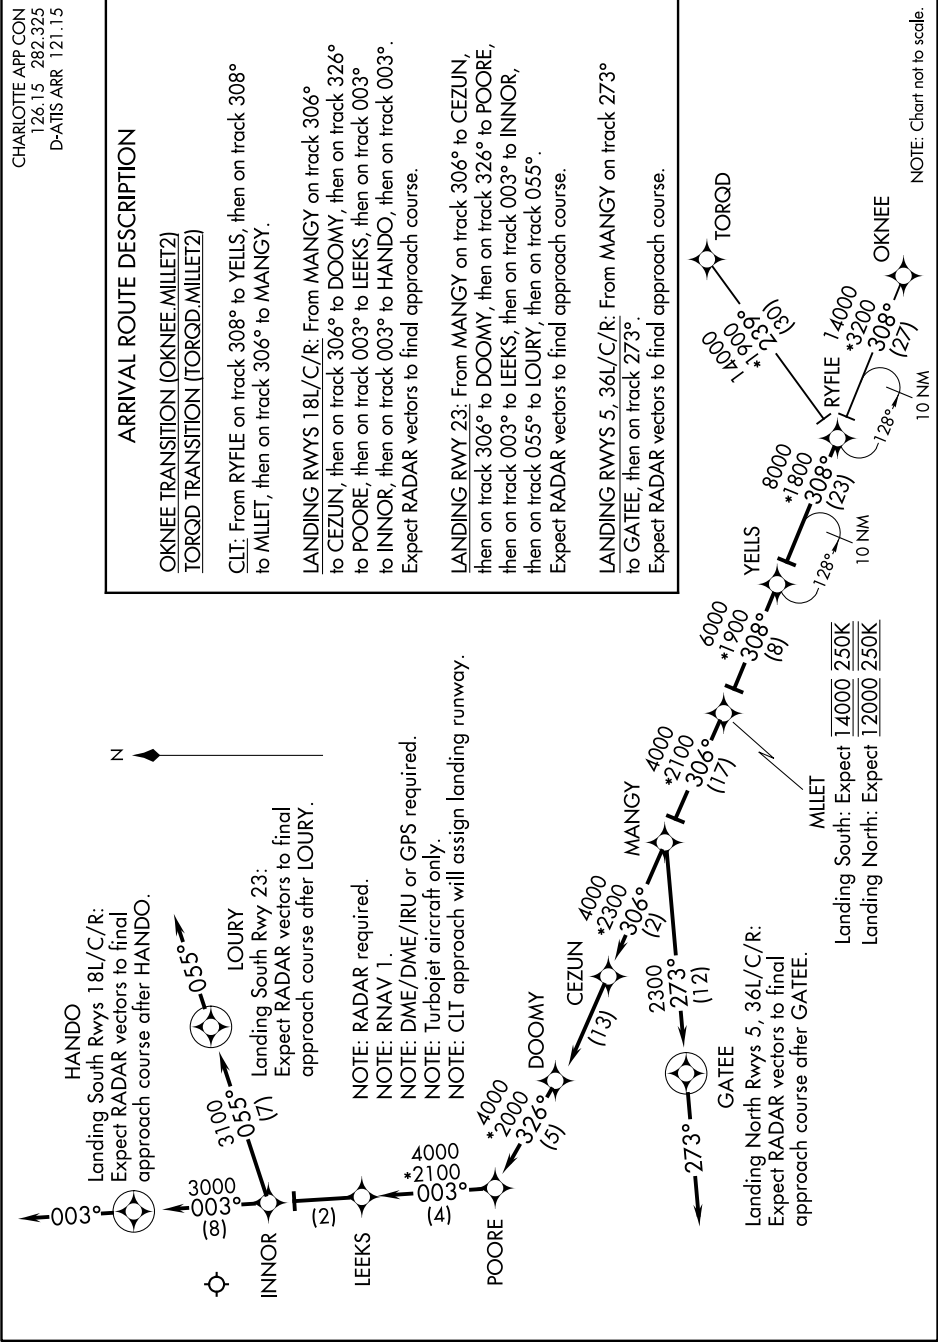 CHARLOTTE APP CON
126.15 282.325
D-ATIS ARR 121.15
ARRIVAL ROUTE DESCRIPTION
OKNEE TRANSITION (OKNEE.MILLET2)
TORQD TRANSITION (TORQD.MILLET2)
CLT: From RYFLE on track 308° to YELLS, then on track 308°
to MLLET, then on track 306° to MANGY.
LANDING RWYS 18L/C/R: From MANGY on track 306°
to CEZUN, then on track 306° to DOOMY, then on track 326°
to POORE, then on track 003° to LEEKS, then on track 003°
to INNOR, then on track 003° to HANDO, then on track 003°.
Expect RADAR vectors to final approach course.
LANDING RWY 23: From MANGY on track 306° to CEZUN,
then on track 306° to DOOMY, then on track 326° to POORE,
then on track 003° to LEEKS, then on track 003° to INNOR,
then on track 055° to LOURY, then on track 055°.
Expect RADAR vectors to final approach course.
LANDING RWYS 5, 36L/C/R: From MANGY on track 273°
to GATEE, then on track 273°.
Expect RADAR vectors to final approach course.
N
HANDO
Landing South Rwys 18L/C/R:
Expect RADAR vectors to final
approach course after HANDO.
003°
3000
003°
(8)
INNOR
LOURY
Landing South Rwy 23:
Expect RADAR vectors to final
approach course after LOURY.
055°
3100
055°
(7)
(2)
LEEKS
4000
*2100
003°
(4)
POORE
NOTE: RADAR required.
NOTE: RNAV 1.
NOTE: DME/DME/IRU or GPS required.
NOTE: Turbojet aircraft only.
NOTE: CLT approach will assign landing runway.
4000
*2000
326°
(5)
DOOMY
(13)
CEZUN
4000
*2300
306°
(2)
MANGY
2300
273°
(12)
GATEE
Landing North Rwys 5, 36L/C/R:
Expect RADAR vectors to final
approach course after GATEE.
273°
4000
*2100
306°
(17)
MLLET
Landing South: Expect 14000 250K
Landing North: Expect 12000 250K
6000
*1900
308°
(8)
YELLS
128°
10 NM
8000
*1800
308°
(23)
RYFLE
128°
10 NM
14000
*1900
239°
(30)
TORQD
14000
*3200
308°
(27)
OKNEE
NOTE: Chart not to scale.